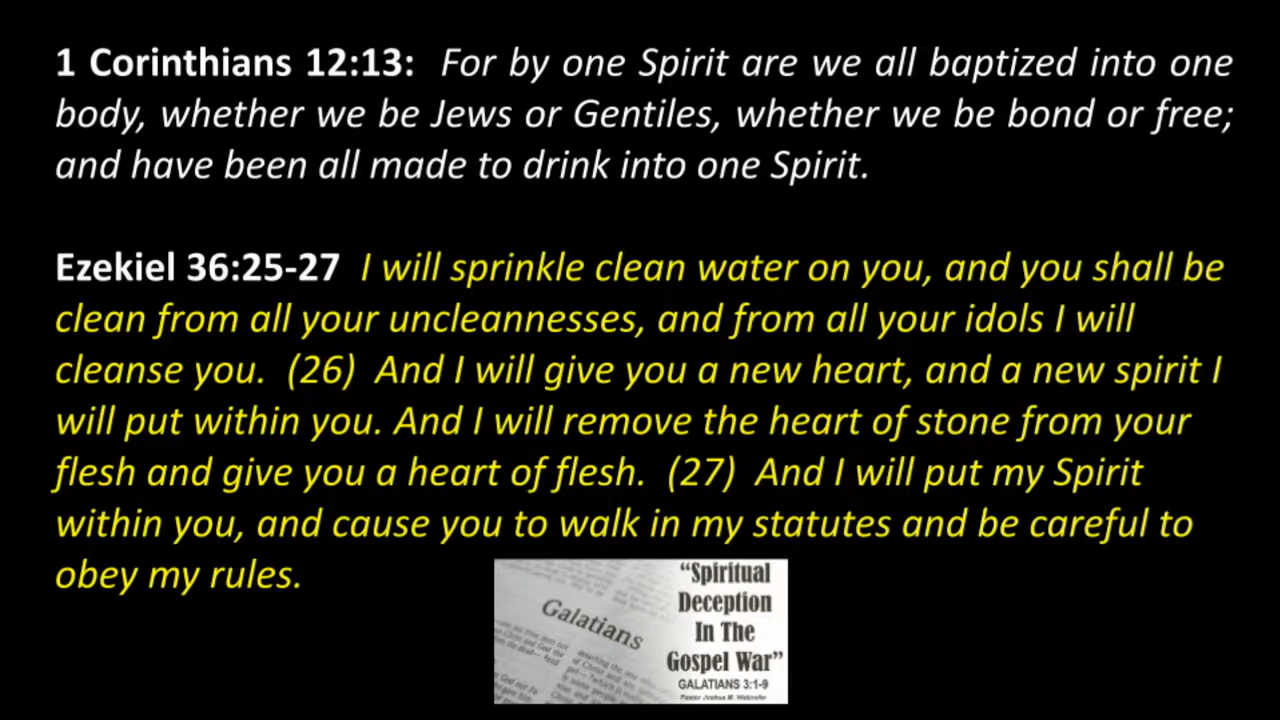 1 Corinthians 12:13: For by one Spirit are we all baptized into one
body, whether we be Jews or Gentiles, whether we be bond or free;
and have been all made to drink into one Spirit.
Ezekiel 36:25-27 I will sprinkle clean water on you, and you shall be
clean from all your uncleannesses, and from all your idols I will
cleanse you. (26) And I will give you a new heart, and a new spirit I
will put within you. And I will remove the heart of stone from your
flesh and give you a heart of flesh. (27) And I will put my Spirit
within you, and cause you to walk in my statutes and be careful to
obey my rules.
Galatians
“Spiritual
Deception
In The
Gospel War”
GALATIANS 3:1-9
Pastor Joshua M.